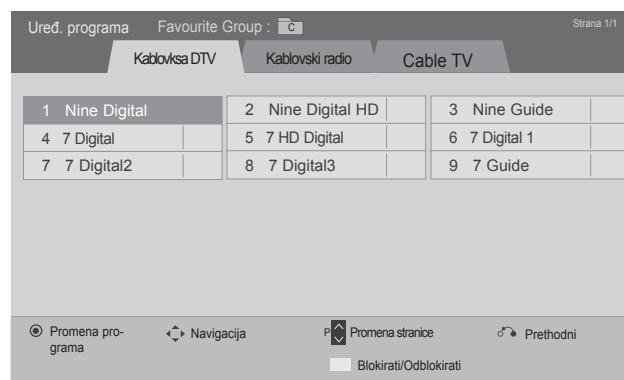 Uređ. programa Favourite Group : C Strana 1/1
Kablovksa DTV Kablovski radio Cable TV
1 Nine Digital 2 Nine Digital HD 3 Nine Guide
4 7 Digital 5 7 HD Digital 6 7 Digital 1
7 7 Digital2 8 7 Digital3 9 7 Guide
Promena pro- Navigacija P Promena stranice Prethodni
grama
Blokirati/Odblokirati